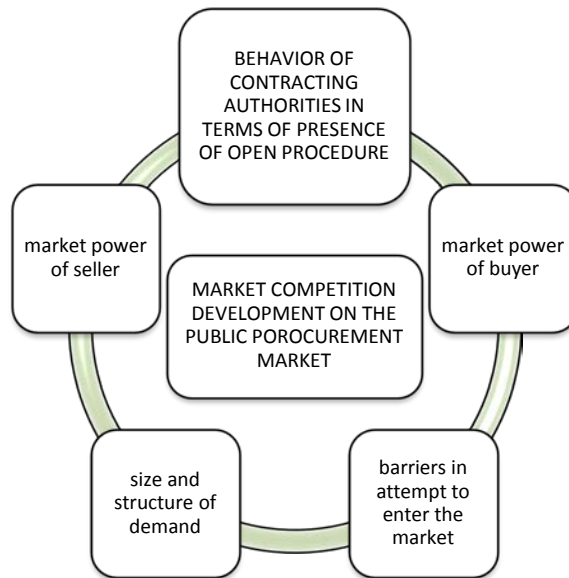 BEHAVIOR OF
CONTRACTING
AUTHORITIES IN
TERMS OF PRESENCE
OF OPEN PROCEDURE
market power
of seller
market power
of buyer
MARKET COMPETITION
DEVELOPMENT ON THE
PUBLIC POROCUREMENT
MARKET
size and
structure of
demand
barriers in
attempt to
enter the
market